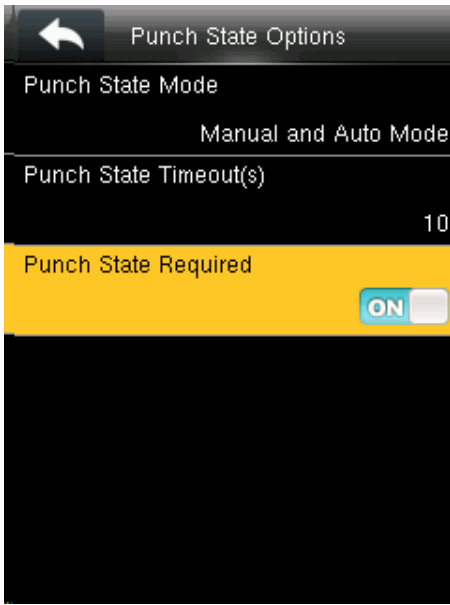 Punch State Options
Punch State Mode
Manual and Auto Mode
Punch State Timeout(s)
10
Punch State Required
ON